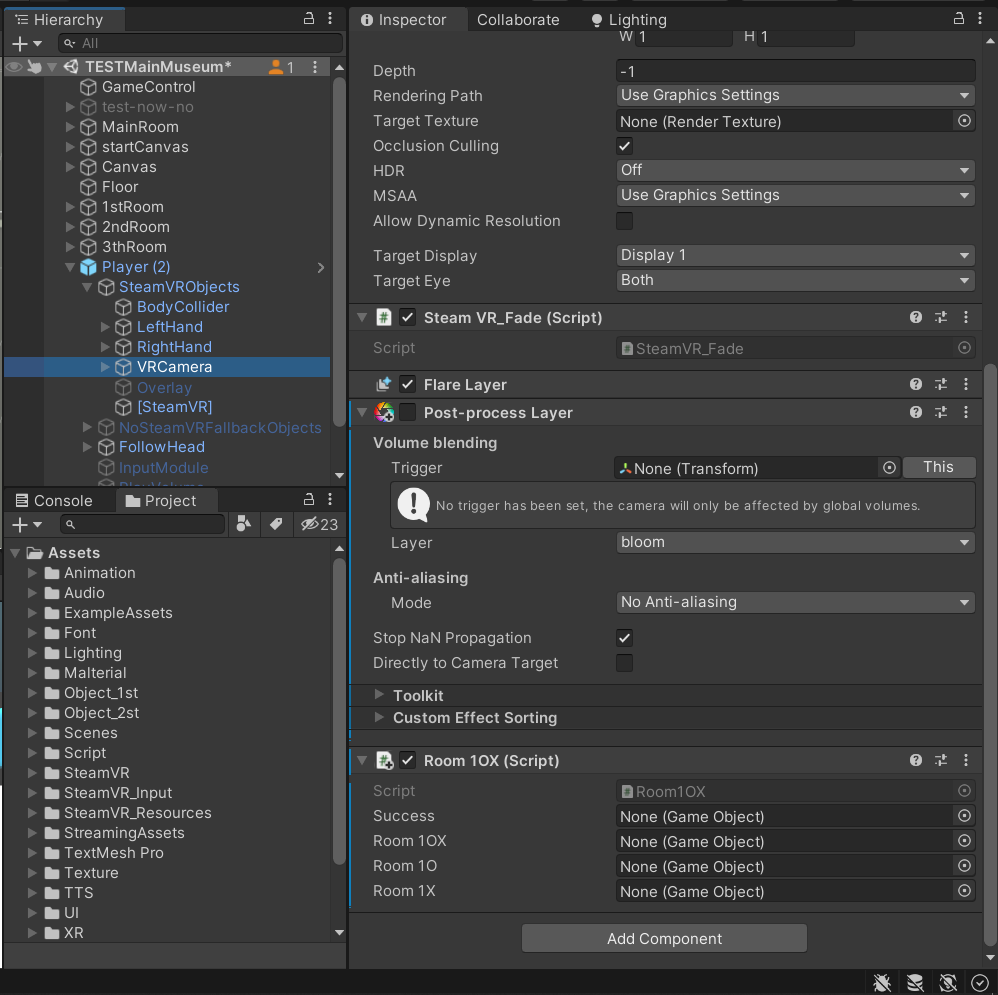 Hierarchy
All
TESTMainMuseum*
1
GameControl
test-now-no
MainRoom
startCanvas
Canvas
Floor
1stRoom
2ndRoom
3thRoom
Player (2)
SteamVRObjects
BodyCollider
LeftHand
RightHand
VRCamera
Overlay
[SteamVR]
NoSteamVRFallbackObjects
FollowHead
InputModule
PlayVolume
Console
Project
23
Assets
Animation
Audio
ExampleAssets
Font
Lighting
Malterial
Object_1st
Object_2st
Scenes
Script
SteamVR
SteamVR_Input
SteamVR_Resources
StreamingAssets
TextMesh Pro
Texture
TTS
UI
XR
Inspector
Collaborate
Lighting
W 1 H 1
Depth -1
Rendering Path Use Graphics Settings
Target Texture None (Render Texture)
Occlusion Culling
HDR Off
MSAA Use Graphics Settings
Allow Dynamic Resolution
Target Display Display 1
Target Eye Both
Steam VR_Fade (Script)
Script SteamVR_Fade
Flare Layer
Post-process Layer
Volume blending
Trigger None (Transform) This
No trigger has been set, the camera will only be affected by global volumes.
Layer bloom
Anti-aliasing
Mode No Anti-aliasing
Stop NaN Propagation
Directly to Camera Target
Toolkit
Custom Effect Sorting
Room 1OX (Script)
Script Room1OX
Success None (Game Object)
Room 1OX None (Game Object)
Room 1O None (Game Object)
Room 1X None (Game Object)
Add Component